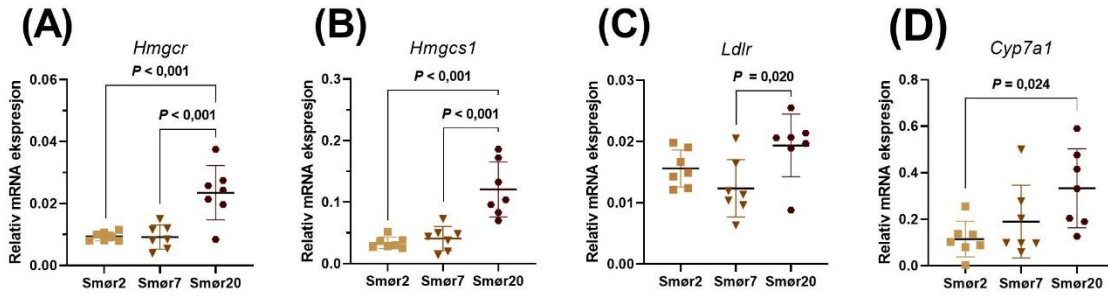 (A)
Hmgcr
Relativ mRNA ekspresjon
0.06
0.04
0.02
0.00
P < 0,001
P < 0,001
Smør2 Smør7 Smør20
(B)
Hmgcs1
Relativ mRNA ekspresjon
0.3
0.2
0.1
0.0
P < 0,001
P < 0,001
Smør2 Smør7 Smør20
(C)
Ldlr
Relativ mRNA ekspresjon
0.03
0.02
0.01
0.00
P = 0,020
Smør2 Smør7 Smør20
(D)
Cyp7a1
Relativ mRNA ekspresjon
0.8
0.6
0.4
0.2
0.0
P = 0,024
Smør2 Smør7 Smør20